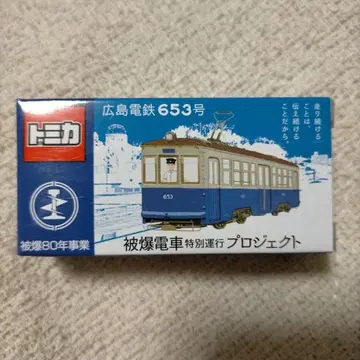 広島電鉄653号
トミカ
走り続ける
ことは、
伝え続ける
ことだから。
653
被爆80年事業
被爆電車特別運行プロジェクト